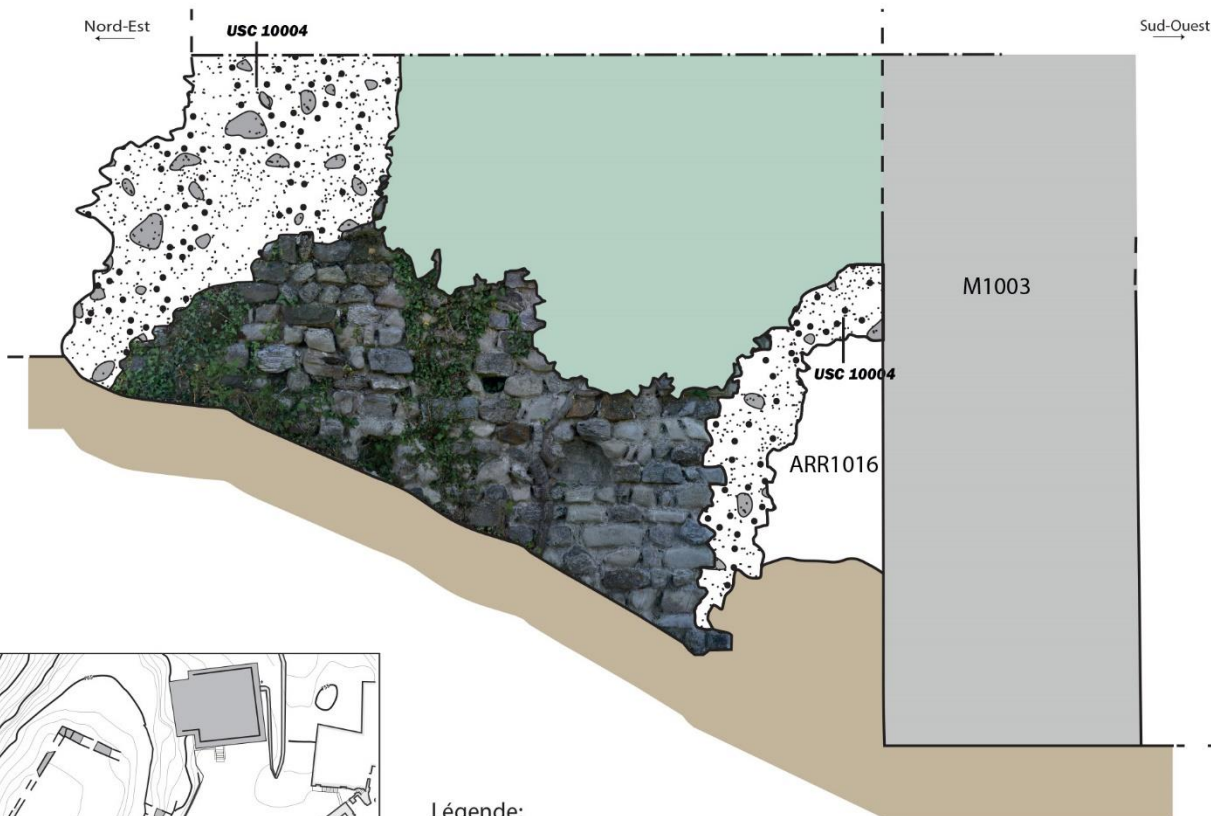 Nord-Est
USC 10004
Sud-Ouest
M1003
USC 10004
ARR1016
Légende: